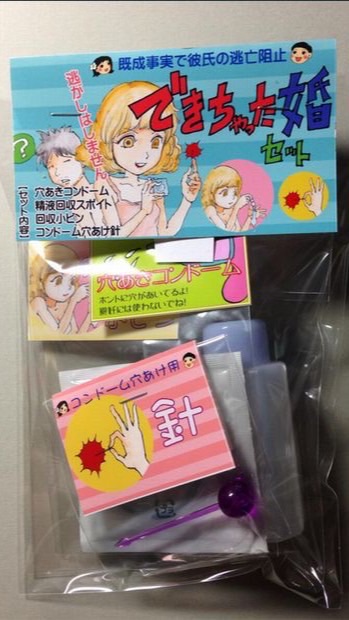 既成事実で彼氏の逃亡阻止
できちゃった婚
セット
逃がしはしません
?
【セット内容】
穴あきコンドーム
精液回収スポイト
回収小ビン
コンドーム穴あけ針
穴あきコンドーム
ホントに穴があいてるよ!
避妊には使わないでね!
コンドーム穴あけ用
針